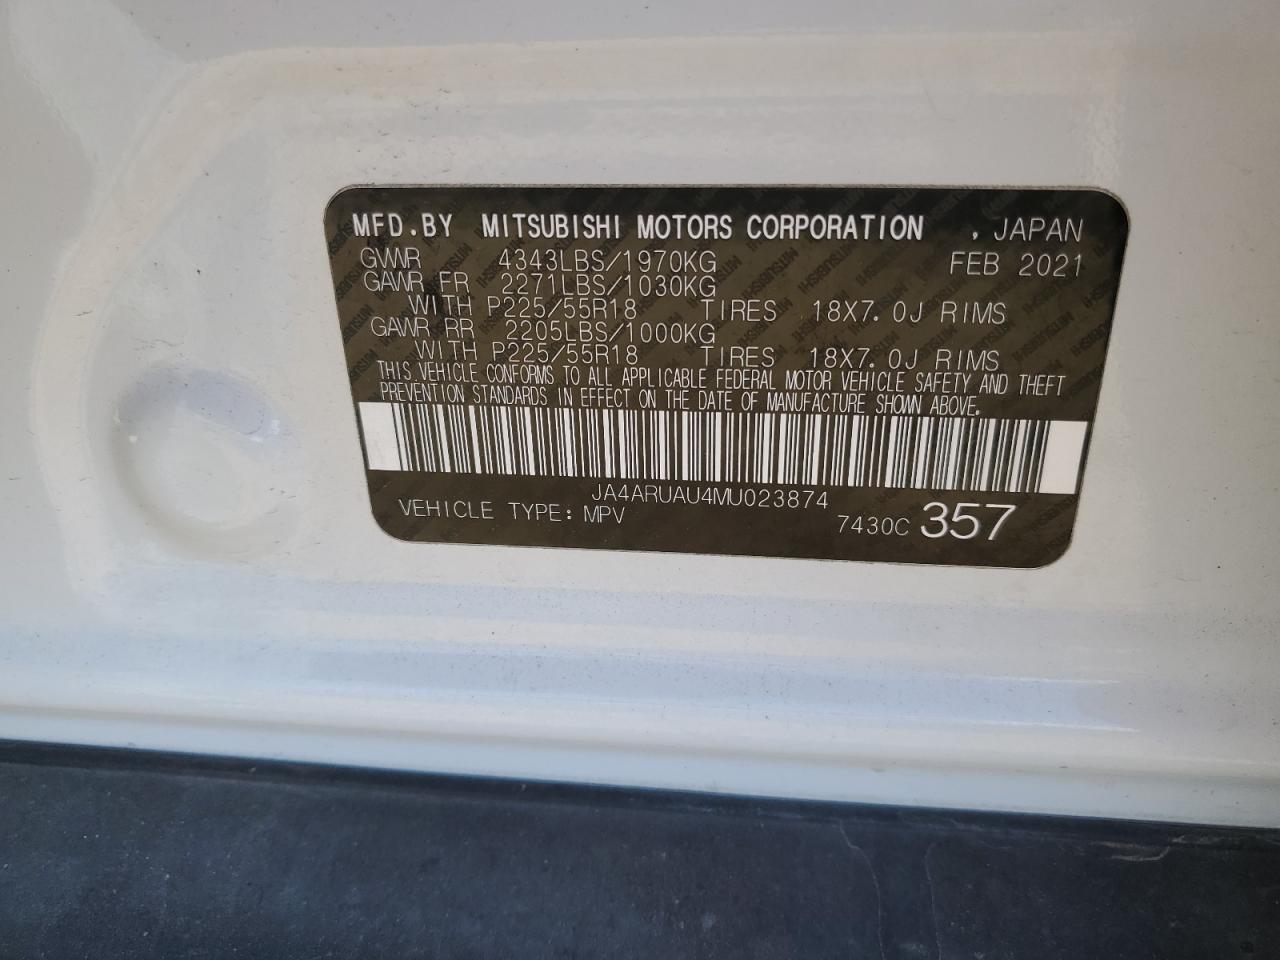 MFD.BY MITSUBISHI MOTORS CORPORATION , JAPAN
GVWR 4343LBS/1970KG FEB 2021
GAWR FR 2271LBS/1030KG
WITH P225/55R18 TIRES 18X7.0J RIMS
GAWR RR 2205LBS/1000KG
WITH P225/55R18 TIRES 18X7.0J RIMS
THIS VEHICLE CONFORMS TO ALL APPLICABLE FEDERAL MOTOR VEHICLE SAFETY AND THEFT
PREVENTION STANDARDS IN EFFECT ON THE DATE OF MANUFACTURE SHOWN ABOVE.
JA4ARUAU4MU023874
VEHICLE TYPE: MPV 7430C 357